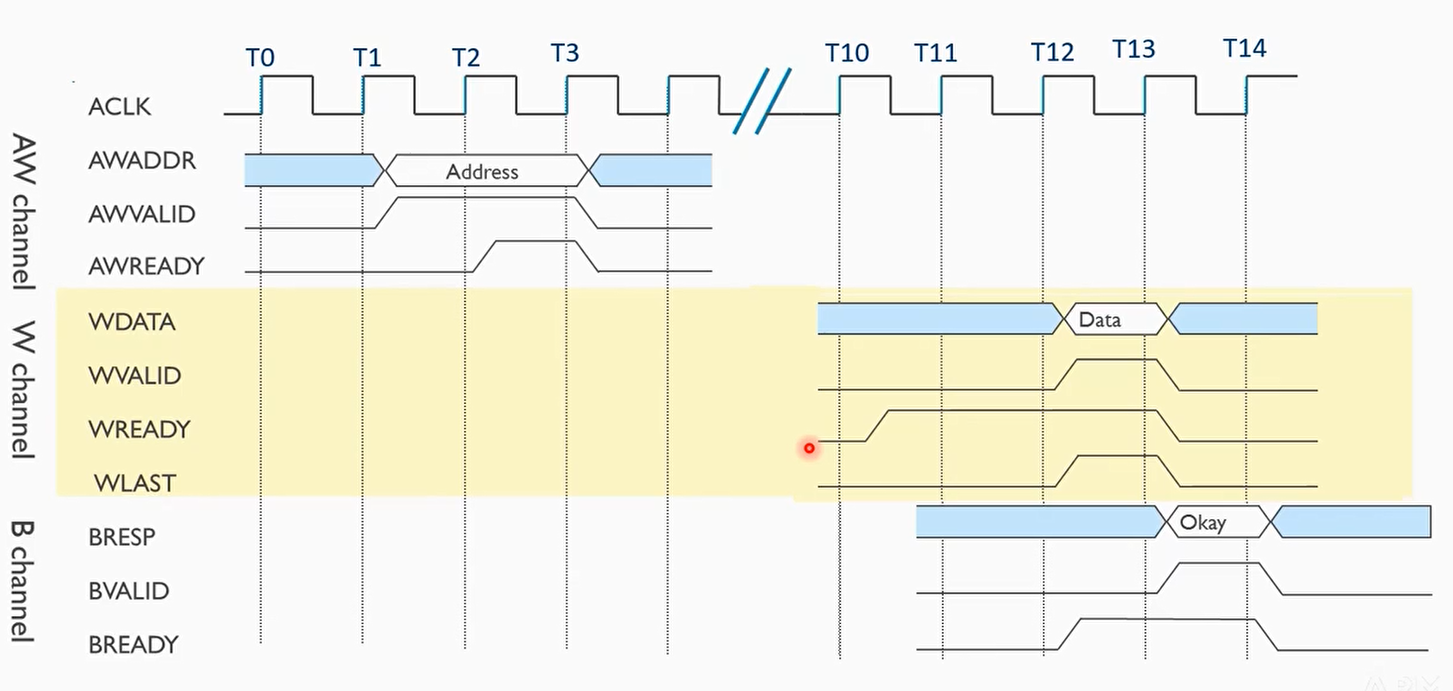 T0 T1 T2 T3 T10 T11 T12 T13 T14
ACLK
AW channel
AWADDR Address
AWVALID
AWREADY
W channel
WDATA Data
WVALID
WREADY
WLAST
B channel
BRESP Okay
BVALID
BREADY